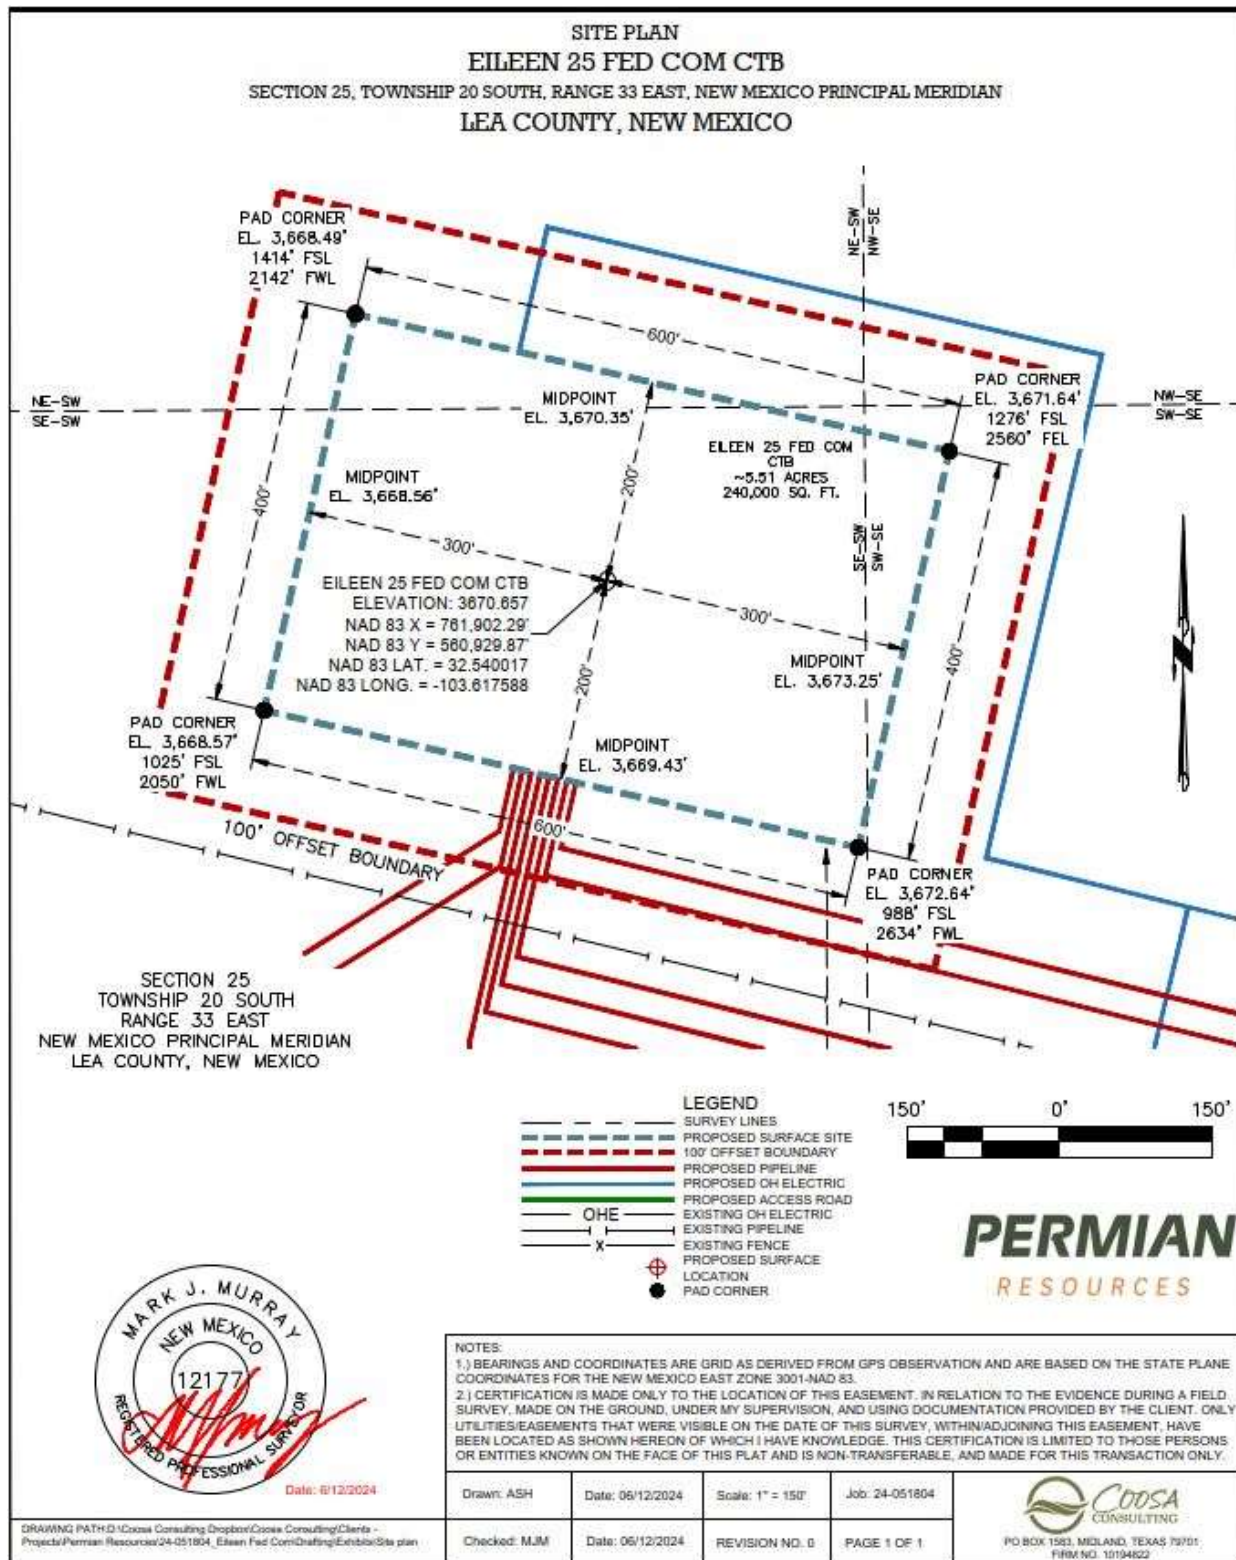 SITE PLAN
EILEEN 25 FED COM CTB
SECTION 25, TOWNSHIP 20 SOUTH, RANGE 33 EAST, NEW MEXICO PRINCIPAL MERIDIAN
LEA COUNTY, NEW MEXICO
PAD CORNER
EL. 3,668.49'
1414' FSL
2142' FWL
NE-SW
NW-SE
600'
PAD CORNER
EL. 3,671.64'
1276' FSL
2560' FEL
NE-SW
SE-SW
NW-SE
SW-SE
MIDPOINT
EL. 3,670.35'
EILEEN 25 FED COM
CTB
~5.51 ACRES
240,000 SQ. FT.
MIDPOINT
EL. 3,668.56'
400'
200'
300'
SE-SW
SW-SE
EILEEN 25 FED COM CTB
ELEVATION: 3670.657
NAD 83 X = 761,902.29'
NAD 83 Y = 560,929.87'
NAD 83 LAT. = 32.540017
NAD 83 LONG. = -103.617588
300'
400'
200'
MIDPOINT
EL. 3,673.25'
PAD CORNER
EL. 3,668.57'
1025' FSL
2050' FWL
MIDPOINT
EL. 3,669.43'
600'
100' OFFSET BOUNDARY
PAD CORNER
EL. 3,672.64'
988' FSL
2634' FWL
SECTION 25
TOWNSHIP 20 SOUTH
RANGE 33 EAST
NEW MEXICO PRINCIPAL MERIDIAN
LEA COUNTY, NEW MEXICO
LEGEND
SURVEY LINES
PROPOSED SURFACE SITE
100' OFFSET BOUNDARY
PROPOSED PIPELINE
PROPOSED OH ELECTRIC
PROPOSED ACCESS ROAD
OHE EXISTING OH ELECTRIC
EXISTING PIPELINE
X EXISTING FENCE
PROPOSED SURFACE
LOCATION
PAD CORNER
150' 0' 150'
PERMIAN
RESOURCES
MARK J. MURRAY
NEW MEXICO
12177
REGISTERED PROFESSIONAL SURVEYOR
Date: 6/12/2024
NOTES:
1.) BEARINGS AND COORDINATES ARE GRID AS DERIVED FROM GPS OBSERVATION AND ARE BASED ON THE STATE PLANE
COORDINATES FOR THE NEW MEXICO EAST ZONE 3001-NAD 83.
2.) CERTIFICATION IS MADE ONLY TO THE LOCATION OF THIS EASEMENT. IN RELATION TO THE EVIDENCE DURING A FIELD
SURVEY, MADE ON THE GROUND, UNDER MY SUPERVISION, AND USING DOCUMENTATION PROVIDED BY THE CLIENT. ONLY
UTILITIES/EASEMENTS THAT WERE VISIBLE ON THE DATE OF THIS SURVEY, WITHIN/ADJOINING THIS EASEMENT, HAVE
BEEN LOCATED AS SHOWN HEREON OF WHICH I HAVE KNOWLEDGE. THIS CERTIFICATION IS LIMITED TO THOSE PERSONS
OR ENTITIES KNOWN ON THE FACE OF THIS PLAT AND IS NON-TRANSFERABLE, AND MADE FOR THIS TRANSACTION ONLY.
Drawn: ASH
Date: 06/12/2024
Scale: 1" = 150'
Job: 24-051804
Checked: MJM
Date: 06/12/2024
REVISION NO. 0
PAGE 1 OF 1
COOSA
CONSULTING
PO BOX 1583, MIDLAND, TEXAS 79701
FIRM NO. 10194822
DRAWING PATH:D:\Coosa Consulting Dropbox\Coosa Consulting\Clients -
Projects\Permian Resources\24-051804_Eileen Fed Com\Drafting\Exhibits\Site plan